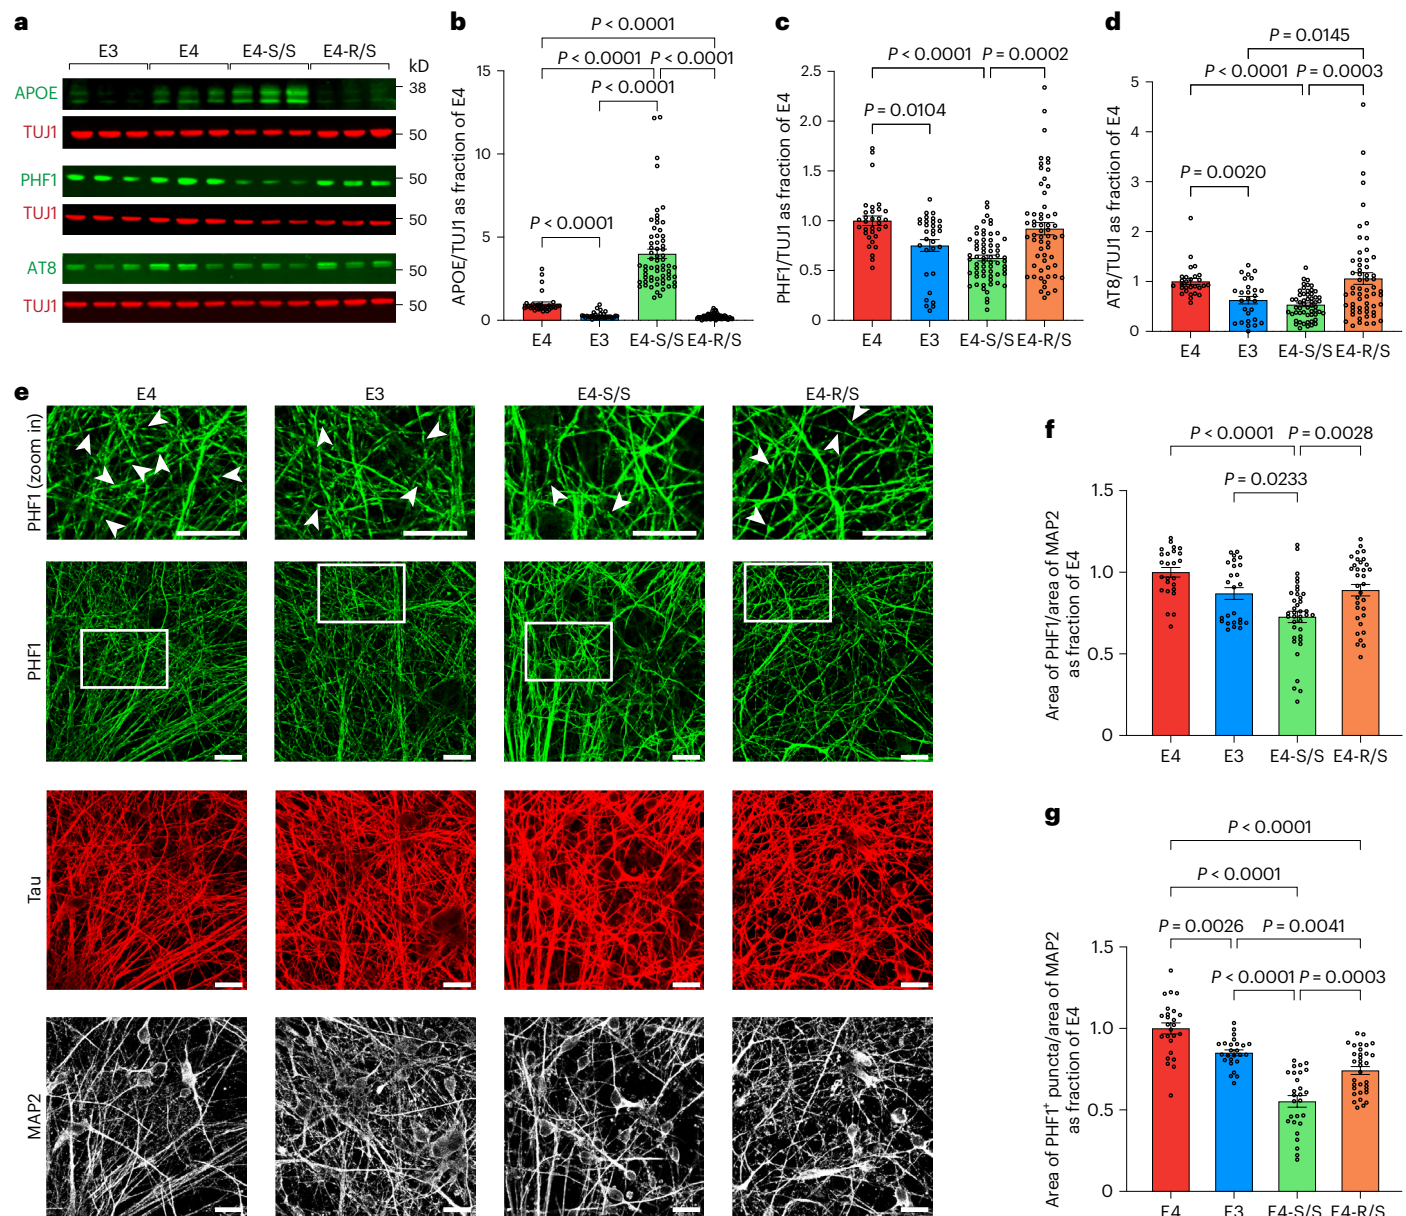 a
E3 E4 E4-S/S E4-R/S
kD
APOE 38
TUJ1 50
PHF1 50
TUJ1 50
AT8 50
TUJ1 50
b
P < 0.0001
P < 0.0001 P < 0.0001
P < 0.0001
P < 0.0001
APOE/TUJ1 as fraction of E4
15
10
5
0
E4 E3 E4-S/S E4-R/S
c
P < 0.0001 P = 0.0002
P = 0.0104
PHF1/TUJ1 as fraction of E4
2.5
2.0
1.5
1.0
0.5
0
E4 E3 E4-S/S E4-R/S
d
P = 0.0145
P < 0.0001 P = 0.0003
P = 0.0020
AT8/TUJ1 as fraction of E4
5
4
3
2
1
0
E4 E3 E4-S/S E4-R/S
e
E4 E3 E4-S/S E4-R/S
PHF1 (zoom in)
PHF1
Tau
MAP2
f
P < 0.0001 P = 0.0028
P = 0.0233
Area of PHF1/area of MAP2
as fraction of E4
1.5
1.0
0.5
0
E4 E3 E4-S/S E4-R/S
g
P < 0.0001
P < 0.0001
P = 0.0026 P = 0.0041
P < 0.0001 P = 0.0003
Area of PHF1⁺ puncta/area of MAP2
as fraction of E4
1.5
1.0
0.5
0
E4 E3 E4-S/S E4-R/S